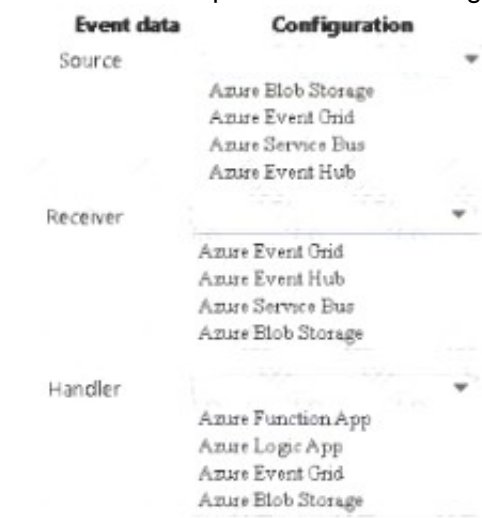 Event data Configuration
Source
Azure Blob Storage
Azure Event Grid
Azure Service Bus
Azure Event Hub
Receiver
Azure Event Grid
Azure Event Hub
Azure Service Bus
Azure Blob Storage
Handler
Azure Function App
Azure Logic App
Azure Event Grid
Azure Blob Storage